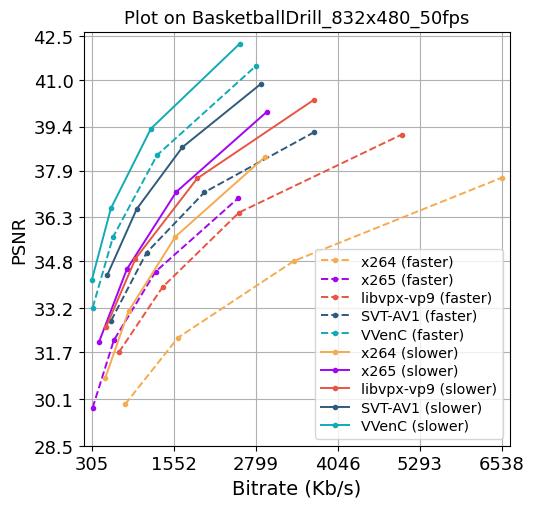 Plot on BasketballDrill_832x480_50fps
42.5
41.0
39.4
37.9
36.3
34.8
33.2
31.7
30.1
28.5
PSNR
x264 (faster)
x265 (faster)
libvpx-vp9 (faster)
SVT-AV1 (faster)
VVenC (faster)
x264 (slower)
x265 (slower)
libvpx-vp9 (slower)
SVT-AV1 (slower)
VVenC (slower)
305 1552 2799 4046 5293 6538
Bitrate (Kb/s)